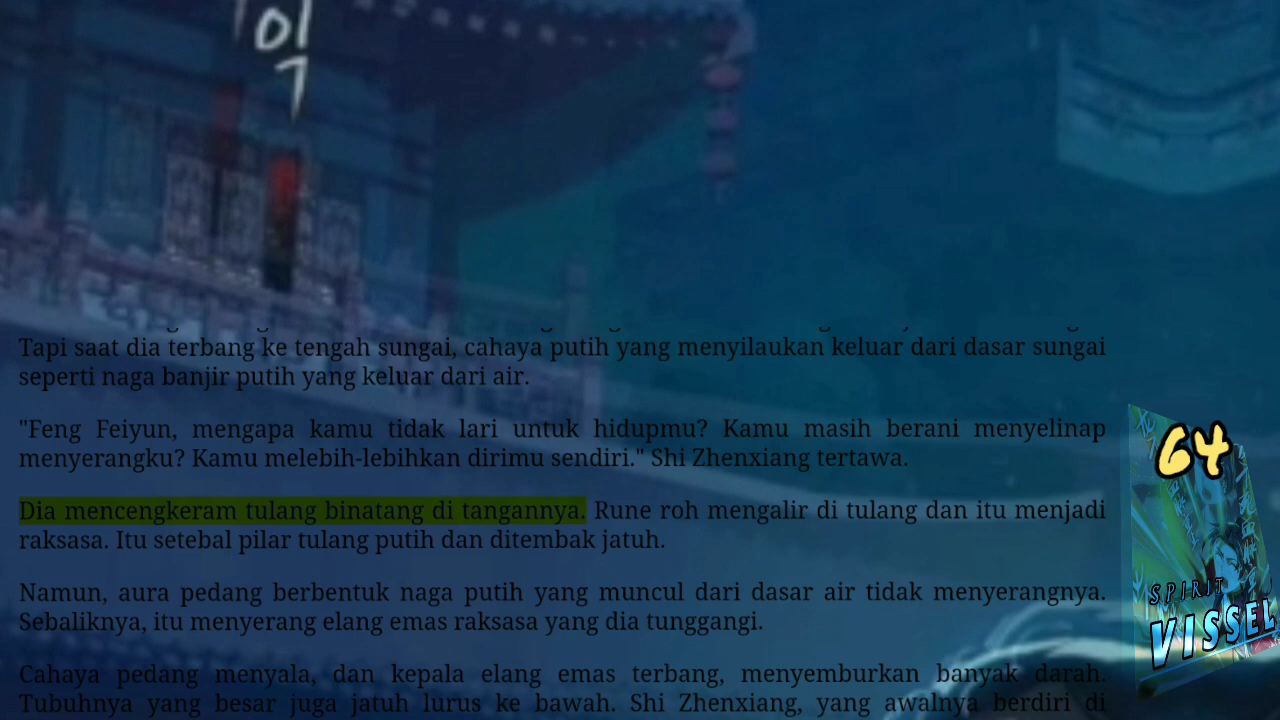 역
Tapi saat dia terbang ke tengah sungai, cahaya putih yang menyilaukan keluar dari dasar sungai
seperti naga banjir putih yang keluar dari air.
"Feng Feiyun, mengapa kamu tidak lari untuk hidupmu? Kamu masih berani menyelinap
menyerangku? Kamu melebih-lebihkan dirimu sendiri." Shi Zhenxiang tertawa.
Dia mencengkeram tulang binatang di tangannya. Rune roh mengalir di tulang dan itu menjadi
raksasa. Itu setebal pilar tulang putih dan ditembak jatuh.
Namun, aura pedang berbentuk naga putih yang muncul dari dasar air tidak menyerangnya.
Sebaliknya, itu menyerang elang emas raksasa yang dia tunggangi.
Cahaya pedang menyala, dan kepala elang emas terbang, menyemburkan banyak darah.
Tubuhnya yang besar juga jatuh lurus ke bawah. Shi Zhenxiang, yang awalnya berdiri di
64
SPIRIT
VISSEL